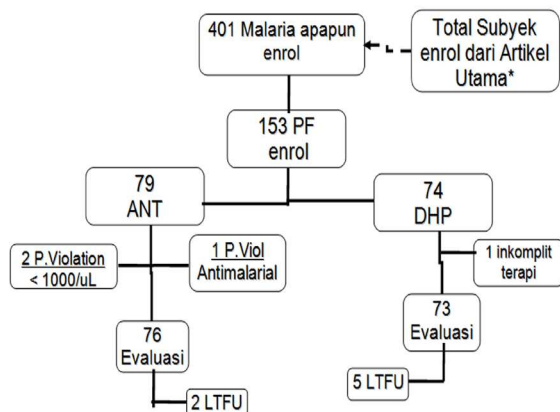 401 Malaria apapun
enrol
Total Subyek
enrol dari Artikel
Utama*
153 PF
enrol
79
ANT
74
DHP
2 P.Violation
< 1000/uL
1 P.Viol
Antimalarial
1 inkomplit
terapi
76
Evaluasi
73
Evaluasi
2 LTFU
5 LTFU